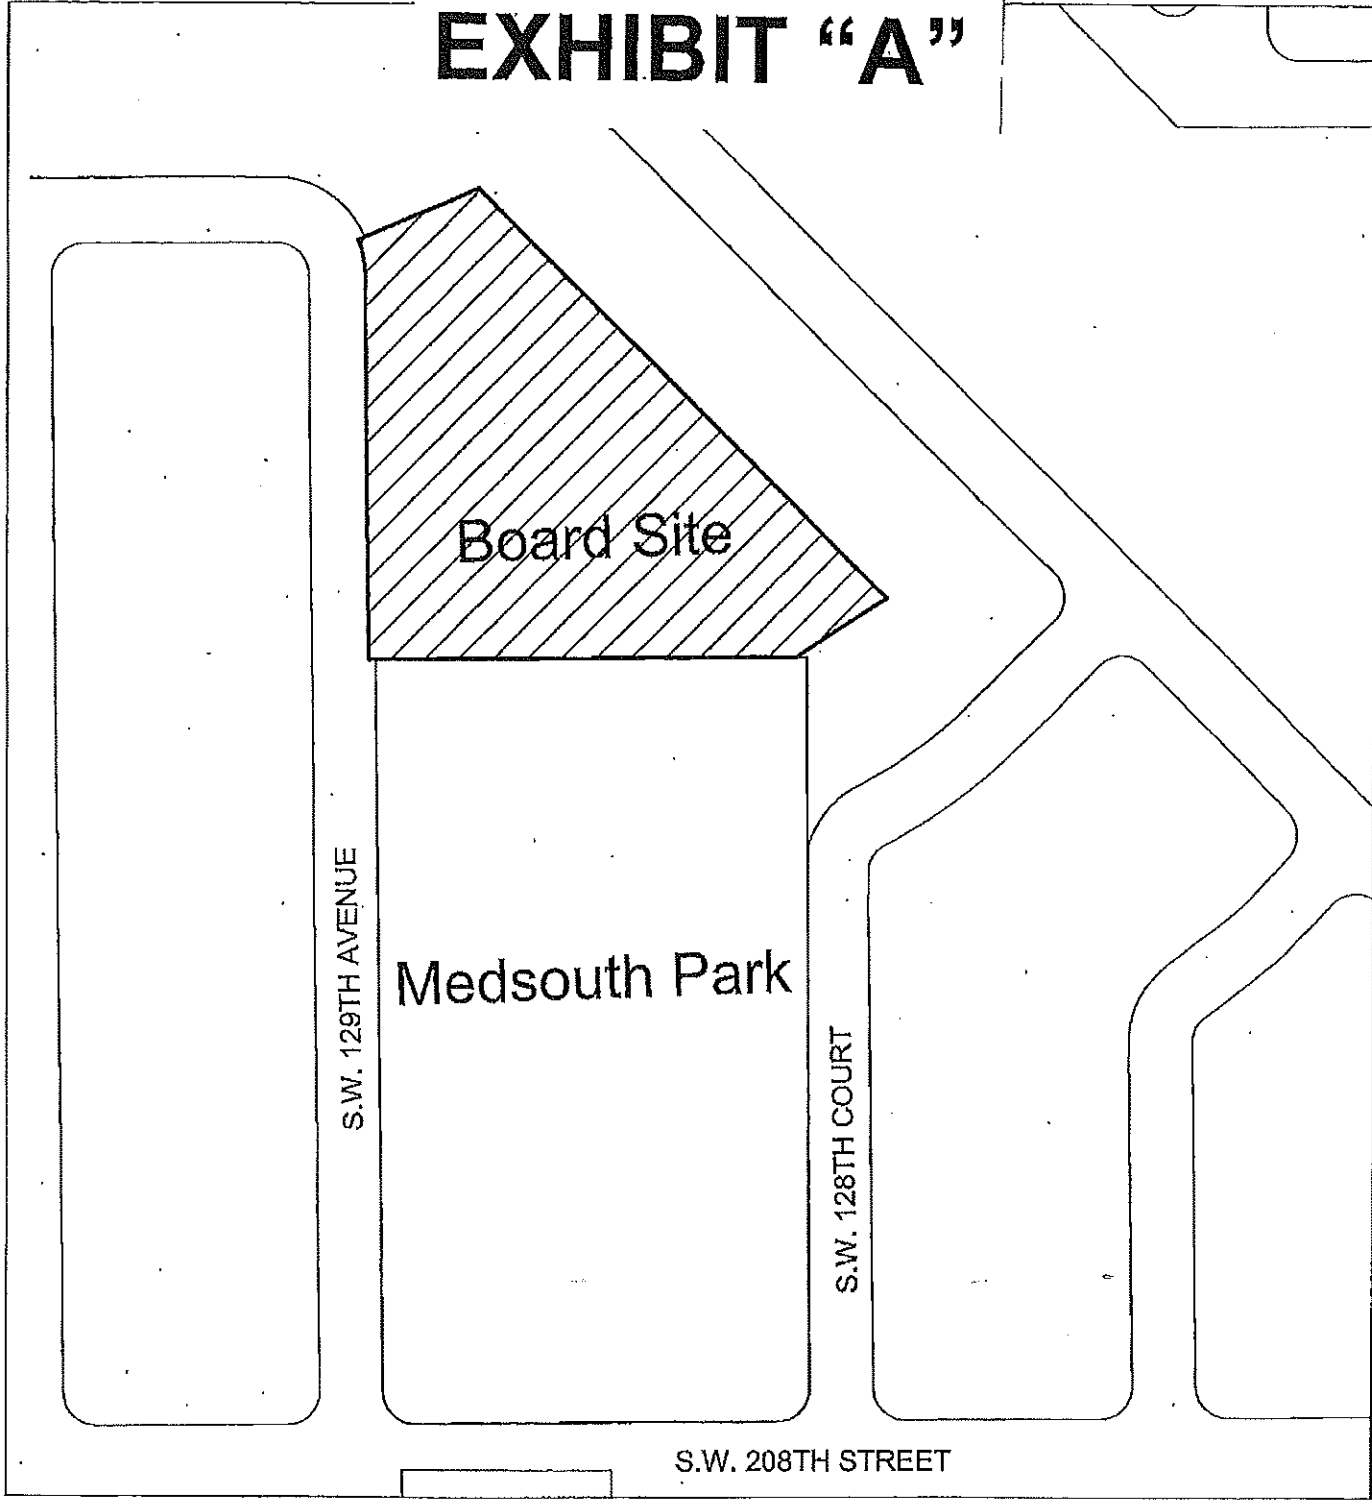 EXHIBIT “A”
Board Site
S.W. 129TH AVENUE
Medsouth Park
S.W. 128TH COURT
S.W. 208TH STREET